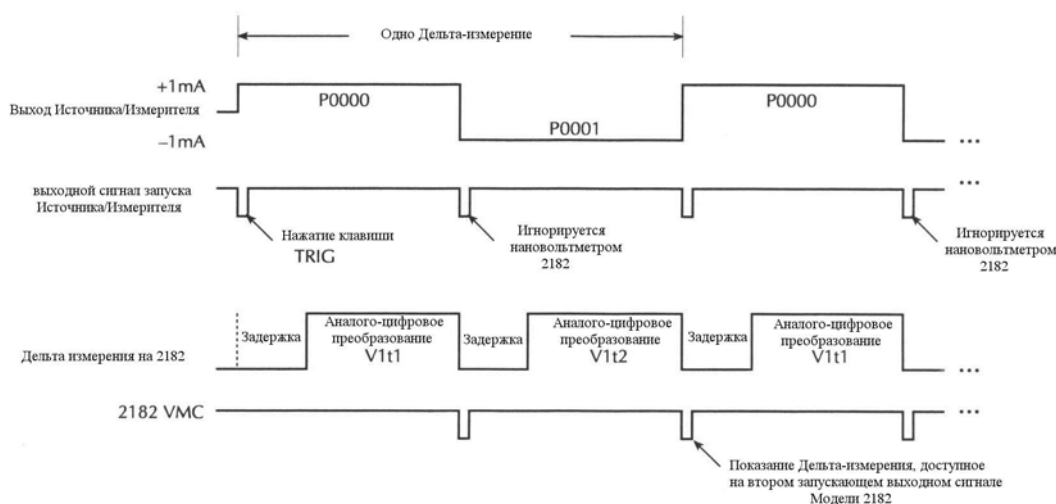 Одно Дельта-измерение
+1mA
P0000
P0000
Выход Источника/Измерителя
P0001
−1mA
...
выходной сигнал запуска
Источника/Измерителя
...
Нажатие клавиши
TRIG
Игнорируется
нановольтметром
2182
Игнорируется
нановольтметром
2182
Задержка
Аналого-цифровое
преобразование
V1t1
Задержка
Аналого-цифровое
преобразование
V1t2
Задержка
Аналого-цифровое
преобразование
V1t1
Дельта измерения на 2182
...
2182 VMC
...
Показание Дельта-измерения, доступное
на втором запускающем выходном сигнале
Модели 2182